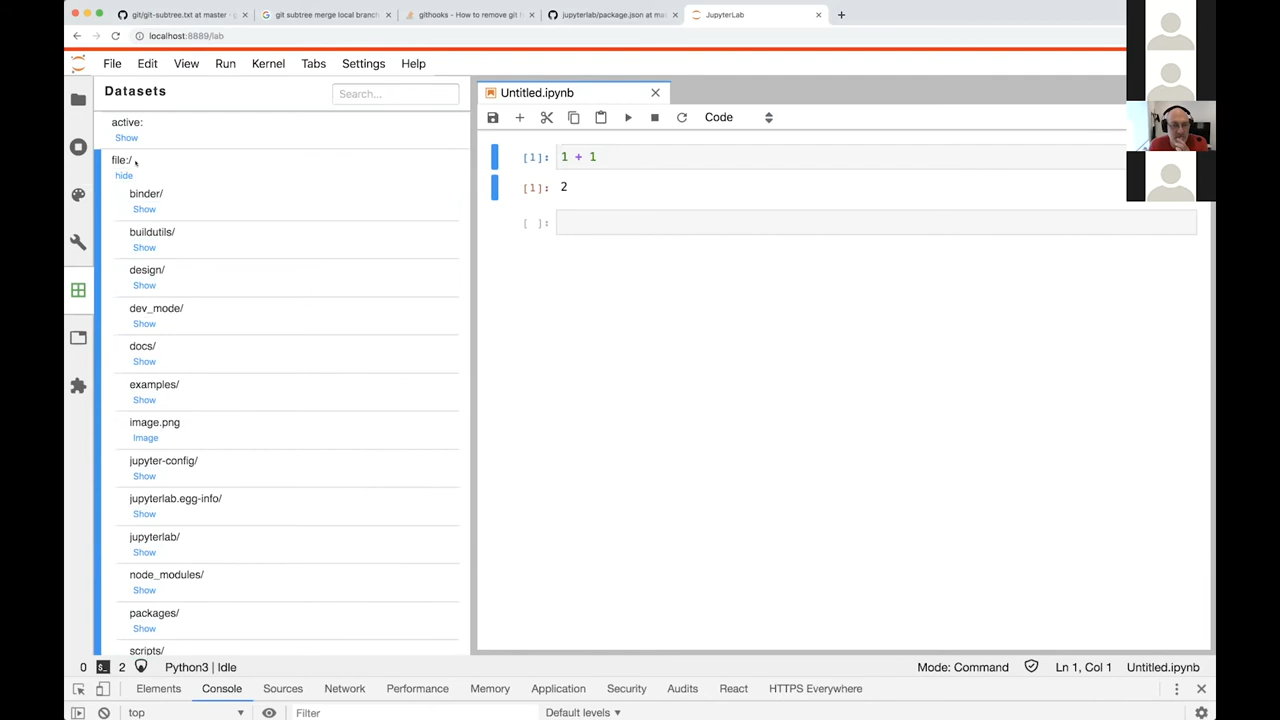 git/git-subtree.txt at master · g
git subtree merge local branch
githooks - How to remove git h
jupyterlab/package.json at mas
JupyterLab
localhost:8889/lab
File Edit View Run Kernel Tabs Settings Help
Datasets
Search...
Untitled.ipynb
Code
active:
Show
file:/
hide
binder/
Show
buildutils/
Show
design/
Show
dev_mode/
Show
docs/
Show
examples/
Show
image.png
Image
jupyter-config/
Show
jupyterlab.egg-info/
Show
jupyterlab/
Show
node_modules/
Show
packages/
Show
scripts/
[1]: 1 + 1
[1]: 2
[ ]:
0 2 Python3 | Idle
Mode: Command Ln 1, Col 1 Untitled.ipynb
Elements Console Sources Network Performance Memory Application Security Audits React HTTPS Everywhere
top Filter Default levels